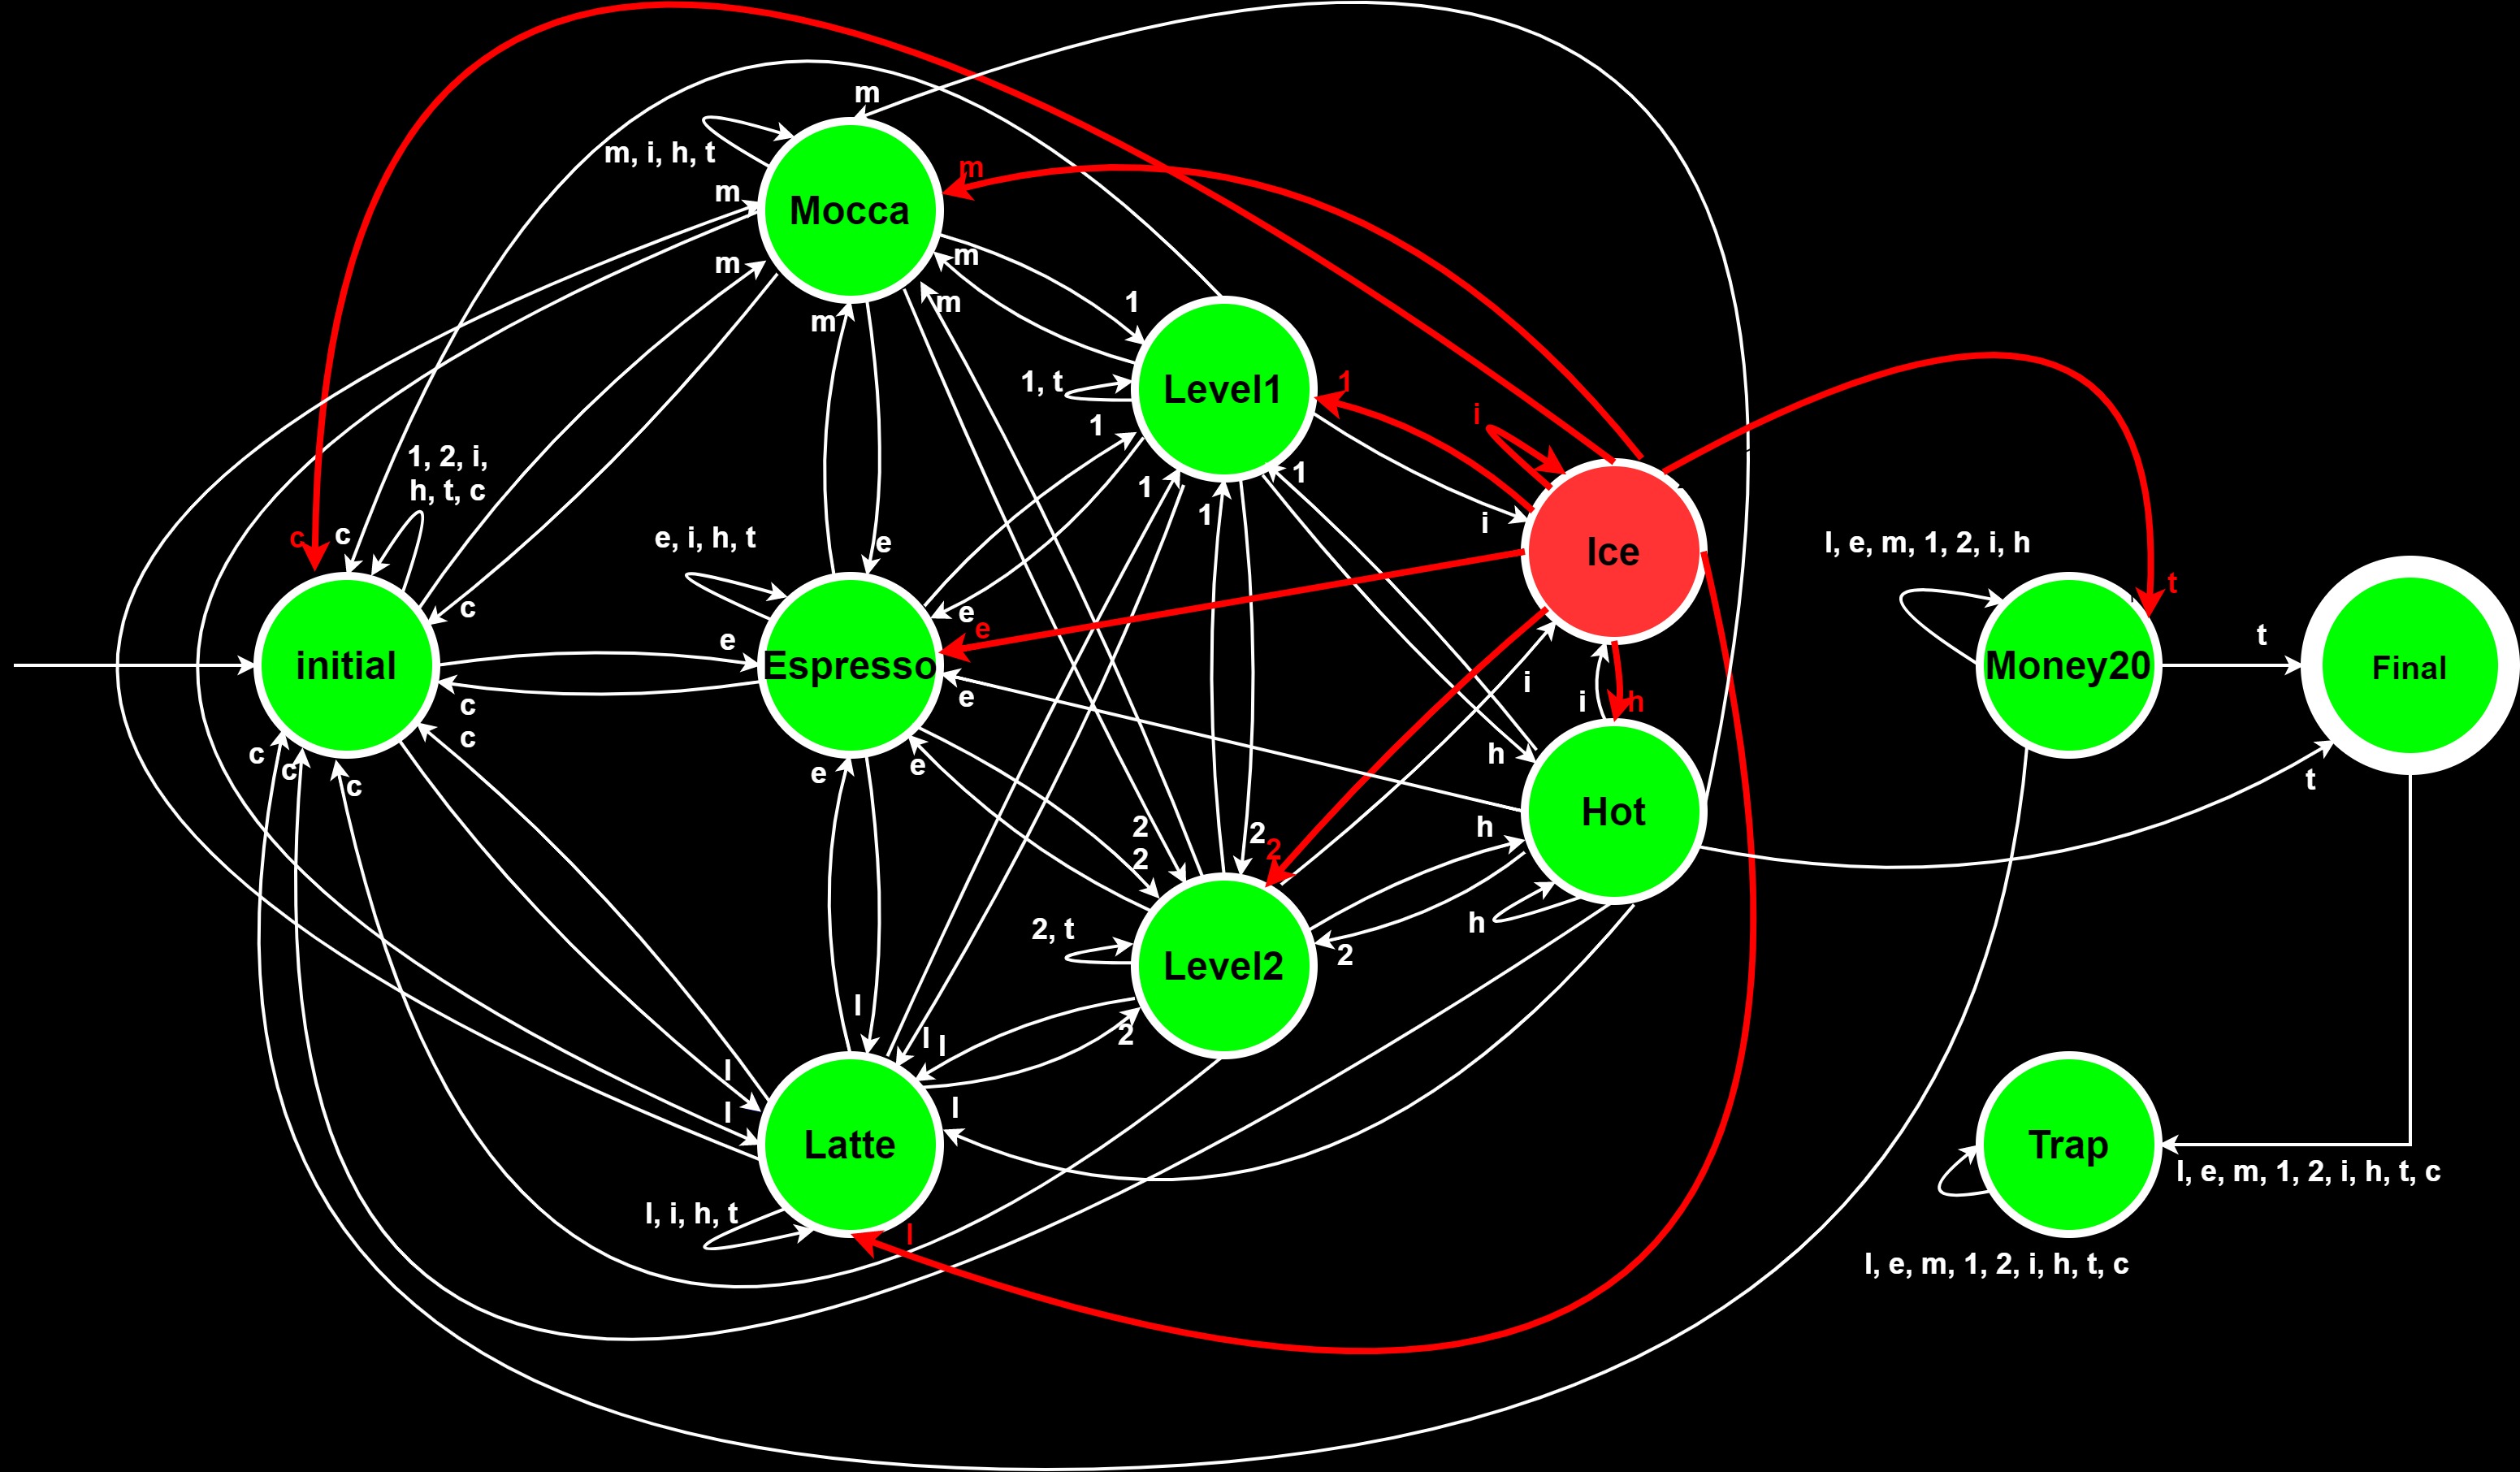 m
m, i, h, t
m
m
Mocca
m
m
m
m
1
1, t
Level1
1
1
i
1
1
1
i
Ice
i
i
h
1, 2, i,
h, t, c
c
c
initial
c
c
c
c
c
c
e, i, h, t
e
e
Espresso
e
e
e
e
e
h
h
Hot
h
2
2
2
2
2
2, t
Level2
2
2
l
l
l
l
l
l
Latte
l, i, h, t
l
l, e, m, 1, 2, i, h
t
Money20
t
Final
t
Trap
l, e, m, 1, 2, i, h, t, c
l, e, m, 1, 2, i, h, t, c